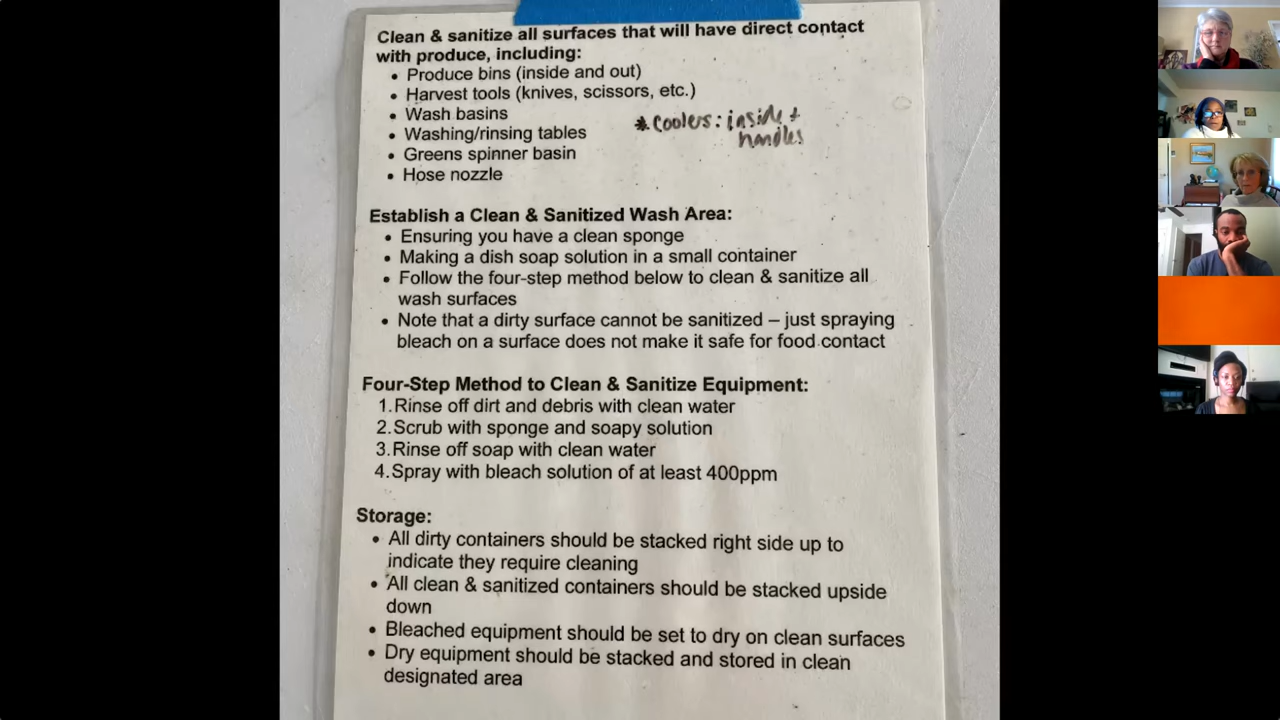 Clean & sanitize all surfaces that will have direct contact
with produce, including:
• Produce bins (inside and out)
• Harvest tools (knives, scissors, etc.)
• Wash basins
• Washing/rinsing tables
• Greens spinner basin
• Hose nozzle
*Coolers: inside +
handles
Establish a Clean & Sanitized Wash Area:
• Ensuring you have a clean sponge
• Making a dish soap solution in a small container
• Follow the four-step method below to clean & sanitize all
wash surfaces
• Note that a dirty surface cannot be sanitized – just spraying
bleach on a surface does not make it safe for food contact
Four-Step Method to Clean & Sanitize Equipment:
1. Rinse off dirt and debris with clean water
2. Scrub with sponge and soapy solution
3. Rinse off soap with clean water
4. Spray with bleach solution of at least 400ppm
Storage:
• All dirty containers should be stacked right side up to
indicate they require cleaning
• All clean & sanitized containers should be stacked upside
down
• Bleached equipment should be set to dry on clean surfaces
• Dry equipment should be stacked and stored in clean
designated area